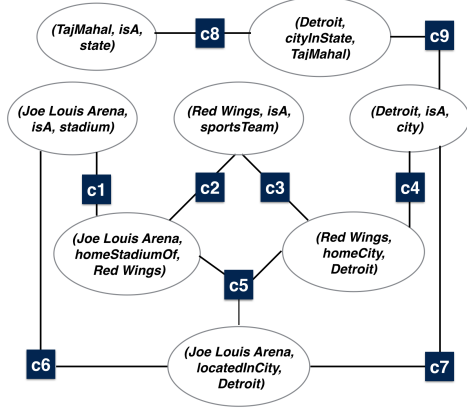 (TajMahal, isA,
state)
c8
(Detroit,
cityInState,
TajMahal)
c9
(Joe Louis Arena,
isA, stadium)
(Red Wings, isA,
sportsTeam)
(Detroit, isA,
city)
c1
c2
c3
c4
(Joe Louis Arena,
homeStadiumOf,
Red Wings)
(Red Wings,
homeCity,
Detroit)
c5
c6
(Joe Louis Arena,
locatedInCity,
Detroit)
c7